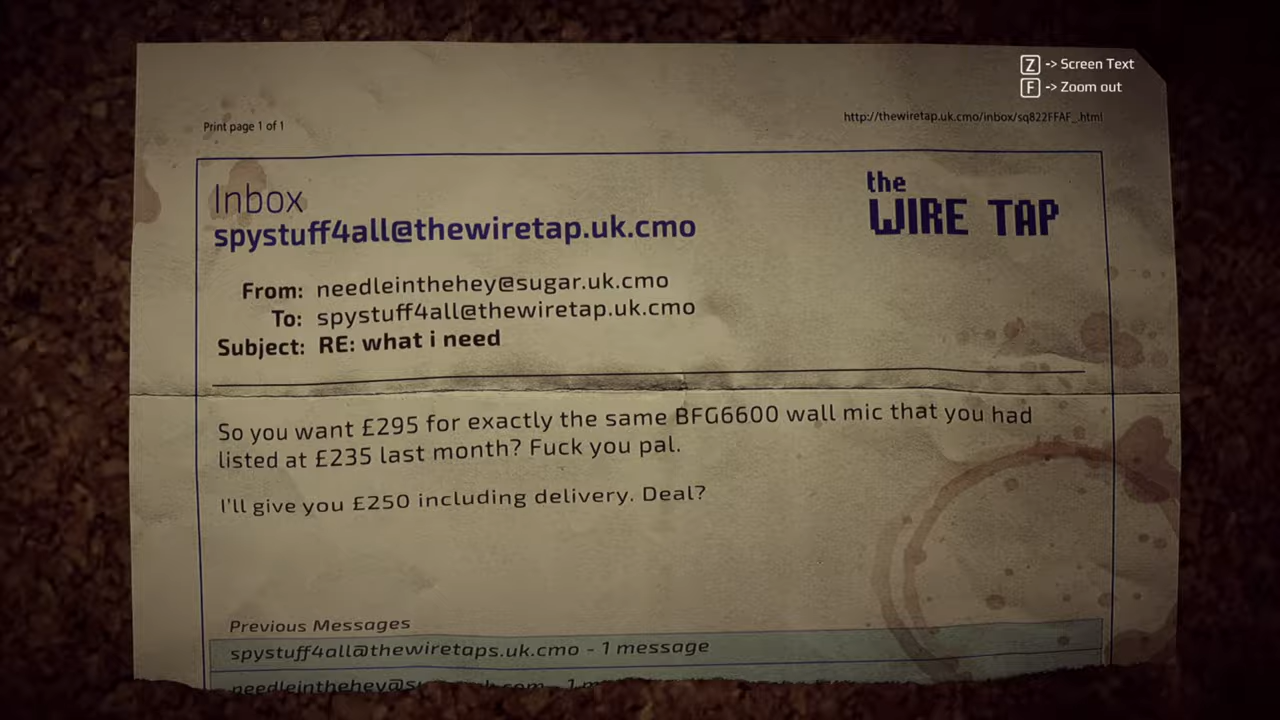 Z -> Screen Text
F -> Zoom out
Print page 1 of 1
http://thewiretap.uk.cmo/inbox/sq822FFAF_.html
Inbox
spystuff4all@thewiretap.uk.cmo
the
WIRE TAP
From: needleinthehey@sugar.uk.cmo
To: spystuff4all@thewiretap.uk.cmo
Subject: RE: what i need
So you want £295 for exactly the same BFG6600 wall mic that you had
listed at £235 last month? Fuck you pal.
I'll give you £250 including delivery. Deal?
Previous Messages
spystuff4all@thewiretaps.uk.cmo - 1 message